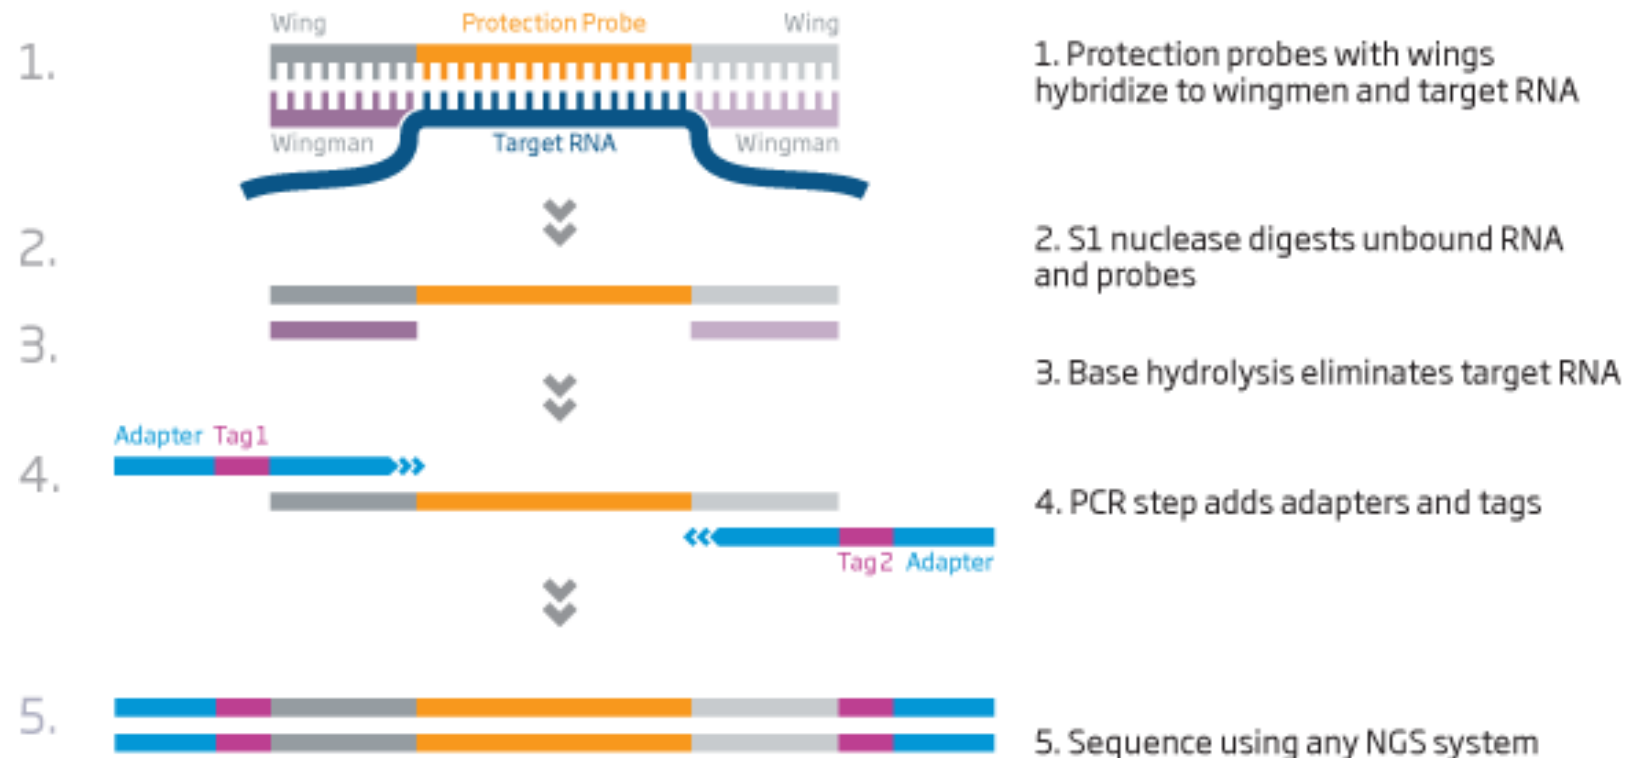 Wing Protection Probe Wing
1.
1. Protection probes with wings
hybridize to wingmen and target RNA
Wingman Target RNA Wingman
2.
2. S1 nuclease digests unbound RNA
and probes
3.
3. Base hydrolysis eliminates target RNA
Adapter Tag1
4.
4. PCR step adds adapters and tags
Tag2 Adapter
5.
5. Sequence using any NGS system